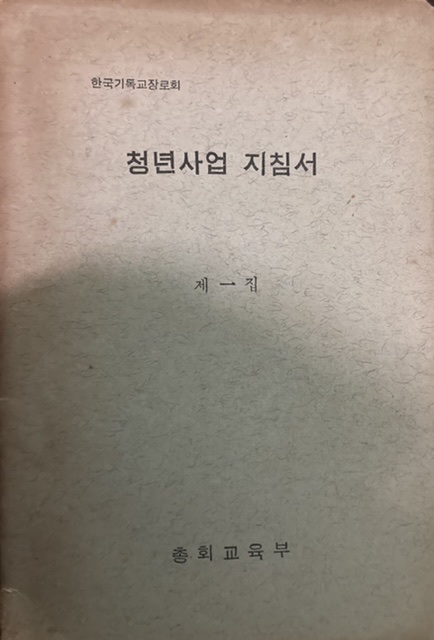 한국기독교장로회
청년사업 지침서
제 一 집
총회교육부